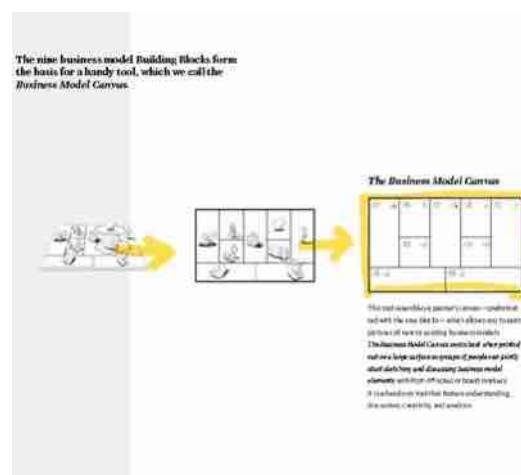 The nine business model Building Blocks form
the basis for a handy tool, which we call the
Business Model Canvas.
The Business Model Canvas
This tool resembles a painter's canvas — preformat-
ted with the nine blocks — which allows you to paint
pictures of new or existing business models.
The Business Model Canvas works best when printed
out on a large surface so groups of people can jointly
start sketching and discussing business model
elements with Post-it® notes or board markers.
It is a hands-on tool that fosters understanding,
discussion, creativity, and analysis.